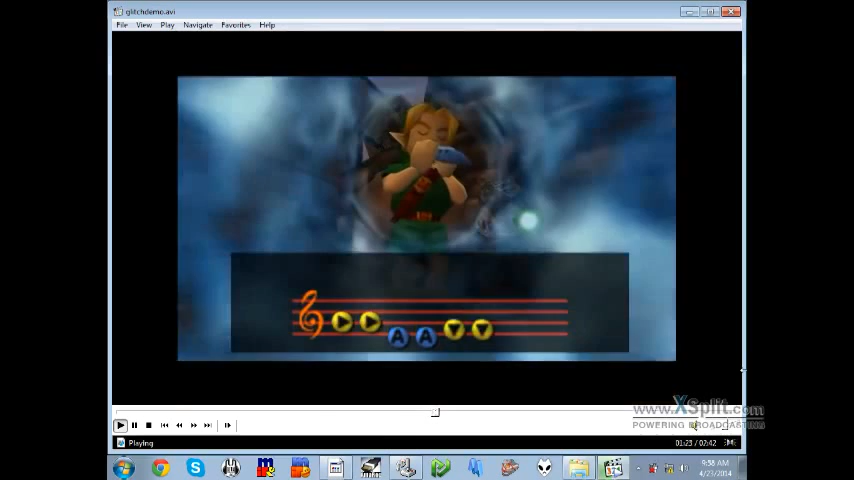 glitchdemo.avi
File View Play Navigate Favorites Help
A A
www.XSplit.com
POWERING BROADCASTING
Playing
01:23 / 02:42
9:58 AM
4/23/2014